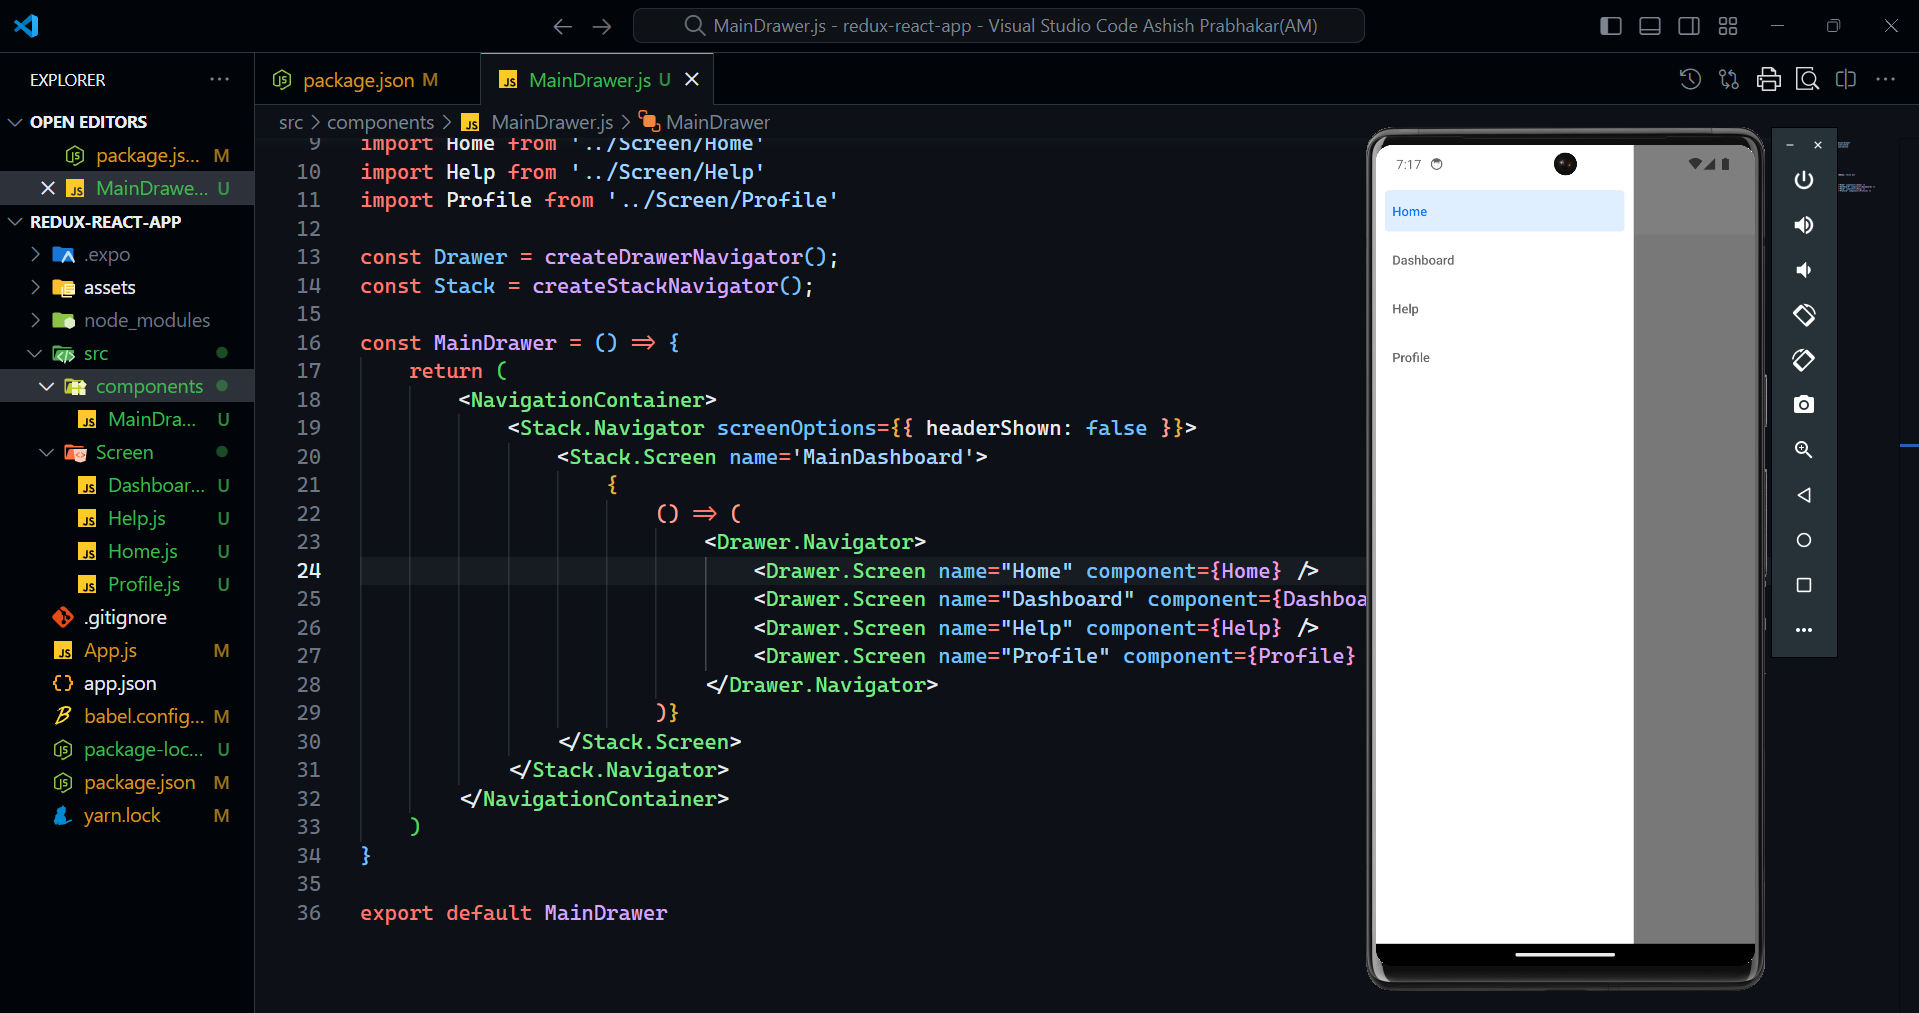 MainDrawer.js - redux-react-app - Visual Studio Code Ashish Prabhakar(AM)
EXPLORER
OPEN EDITORS
package.js... M
MainDrawe... U
REDUX-REACT-APP
.expo
assets
node_modules
src
components
MainDra... U
Screen
Dashboar... U
Help.js U
Home.js U
Profile.js U
.gitignore
App.js M
app.json
babel.config... M
package-loc... U
package.json M
yarn.lock M
package.json M
MainDrawer.js U
src > components > MainDrawer.js > MainDrawer
9 import Home from '../Screen/Home'
10 import Help from '../Screen/Help'
11 import Profile from '../Screen/Profile'
12
13 const Drawer = createDrawerNavigator();
14 const Stack = createStackNavigator();
15
16 const MainDrawer = () => {
17 return (
18 <NavigationContainer>
19 <Stack.Navigator screenOptions={{ headerShown: false }}>
20 <Stack.Screen name='MainDashboard'>
21 {
22 () => (
23 <Drawer.Navigator>
24 <Drawer.Screen name="Home" component={Home} />
25 <Drawer.Screen name="Dashboard" component={Dashboa
26 <Drawer.Screen name="Help" component={Help} />
27 <Drawer.Screen name="Profile" component={Profile}
28 </Drawer.Navigator>
29 )}
30 </Stack.Screen>
31 </Stack.Navigator>
32 </NavigationContainer>
33 )
34 }
35
36 export default MainDrawer
7:17
Home
Dashboard
Help
Profile